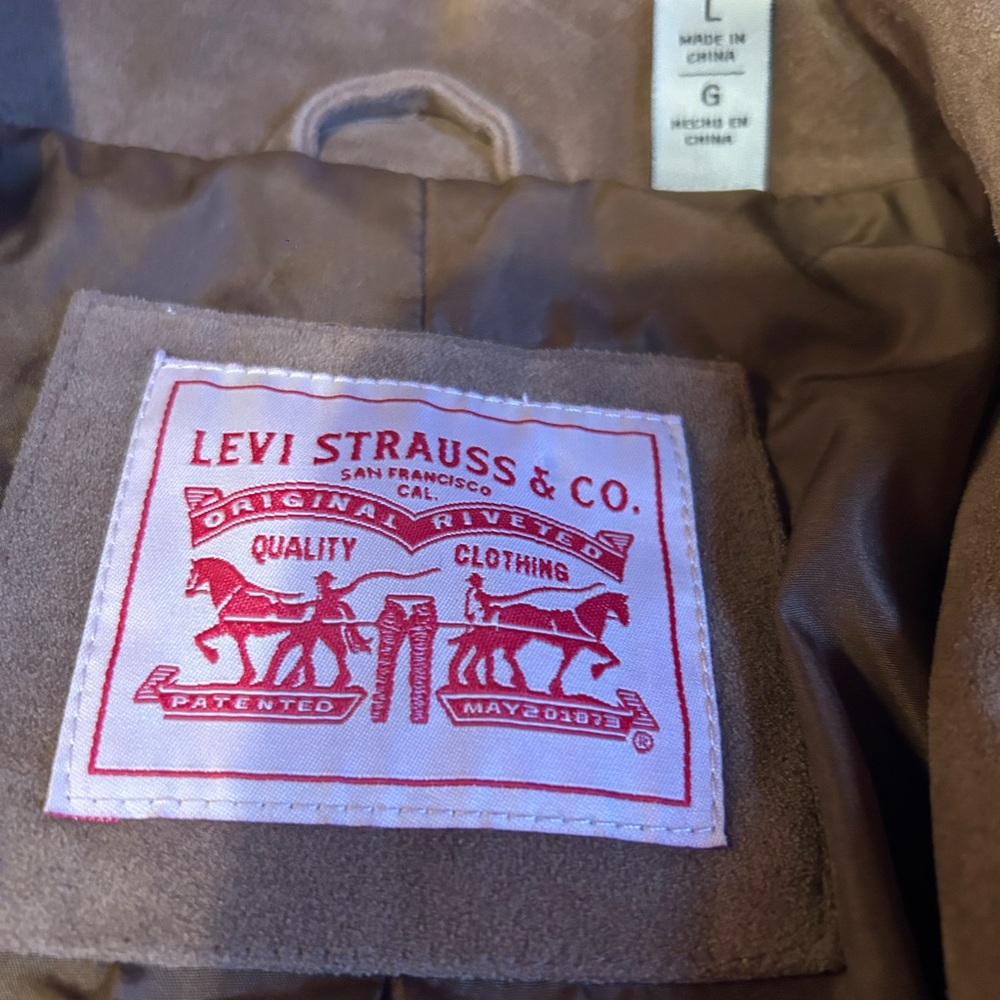 L
MADE IN
CHINA
G
HECHO EN
CHINA
LEVI STRAUSS & CO.
SAN FRANCISCO
CAL.
ORIGINAL RIVETED
QUALITY CLOTHING
PATENTED MAY 20 1873
®